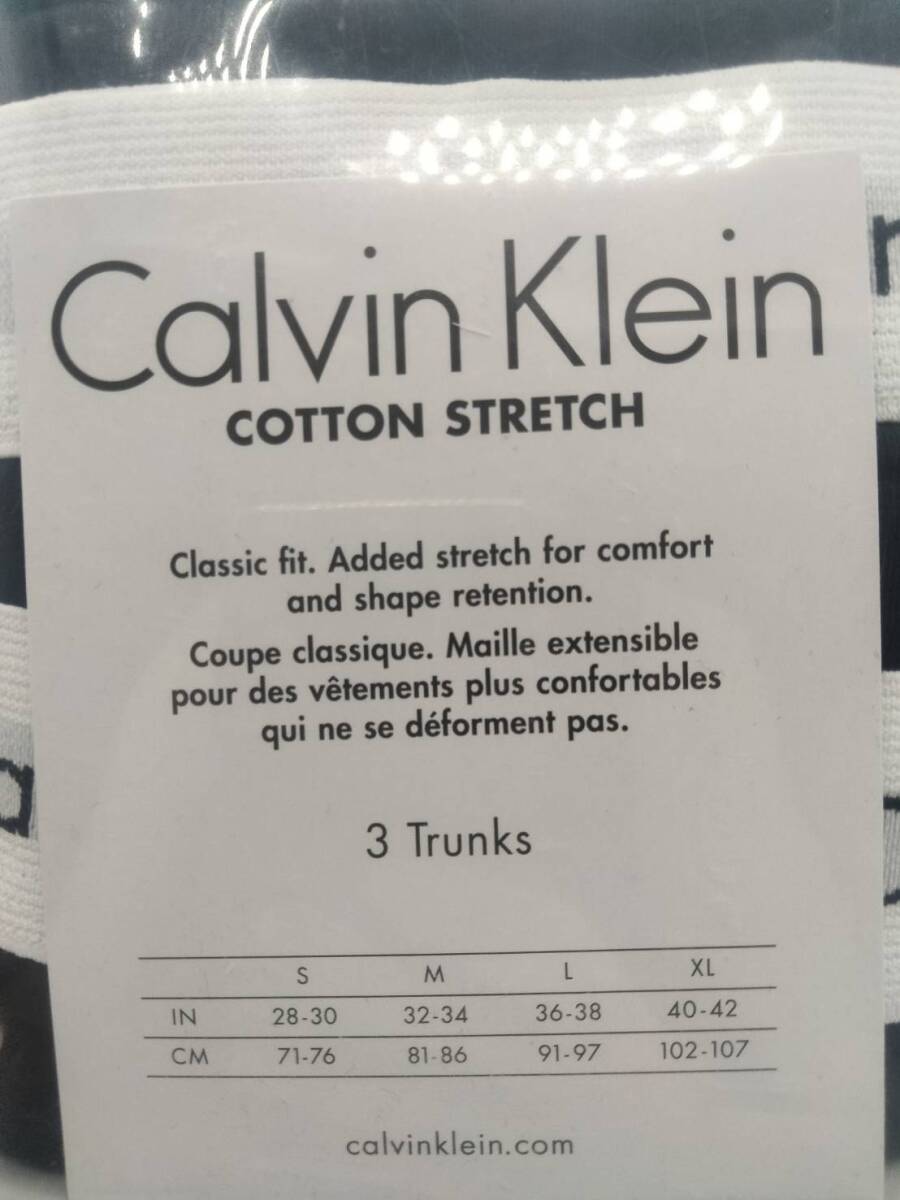 Calvin Klein
COTTON STRETCH
Classic fit. Added stretch for comfort
and shape retention.
Coupe classique. Maille extensible
pour des vêtements plus confortables
qui ne se déforment pas.
3 Trunks
S M L XL
IN 28-30 32-34 36-38 40-42
CM 71-76 81-86 91-97 102-107
calvinklein.com